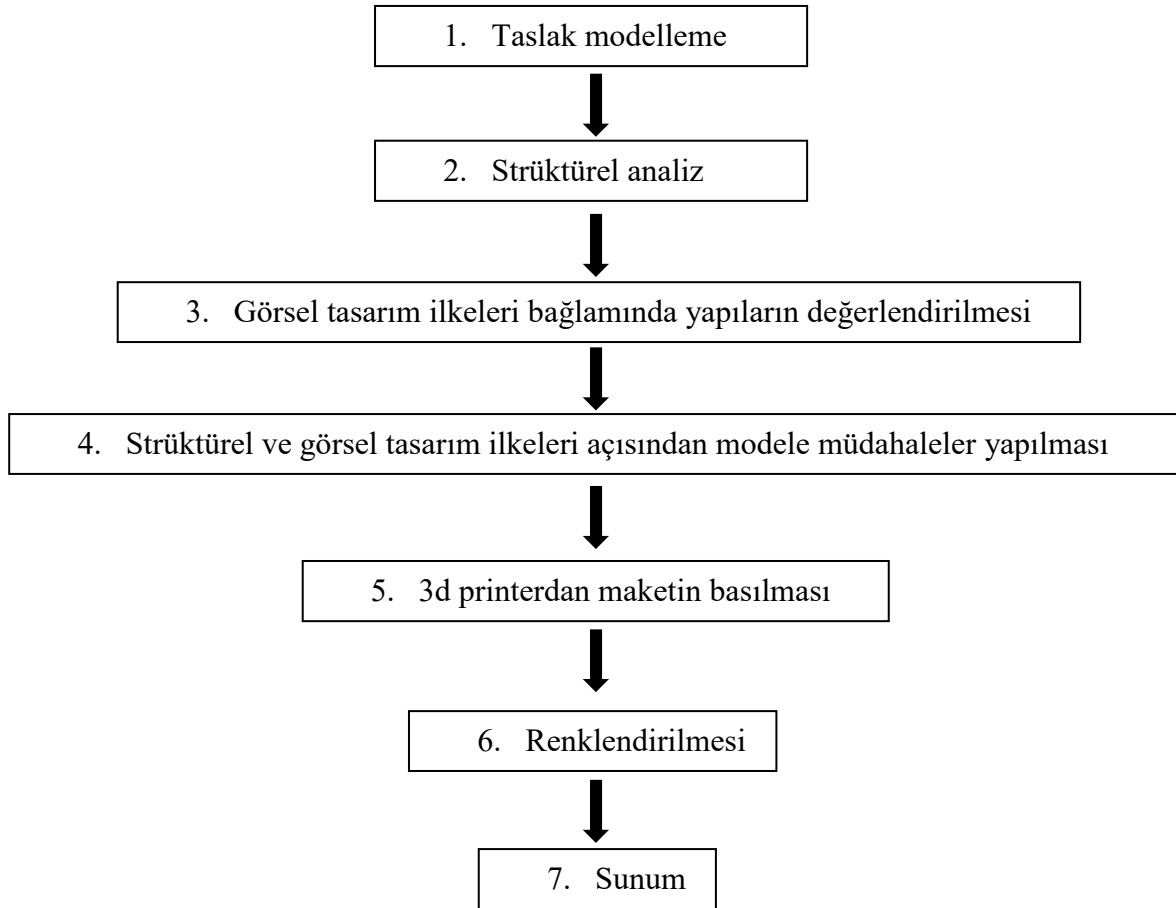 1. Taslak modelleme
2. Strüktürel analiz
3. Görsel tasarım ilkeleri bağlamında yapıların değerlendirilmesi
4. Strüktürel ve görsel tasarım ilkeleri açısından modele müdahaleler yapılması
5. 3d printerdan maketin basılması
6. Renklendirilmesi
7. Sunum